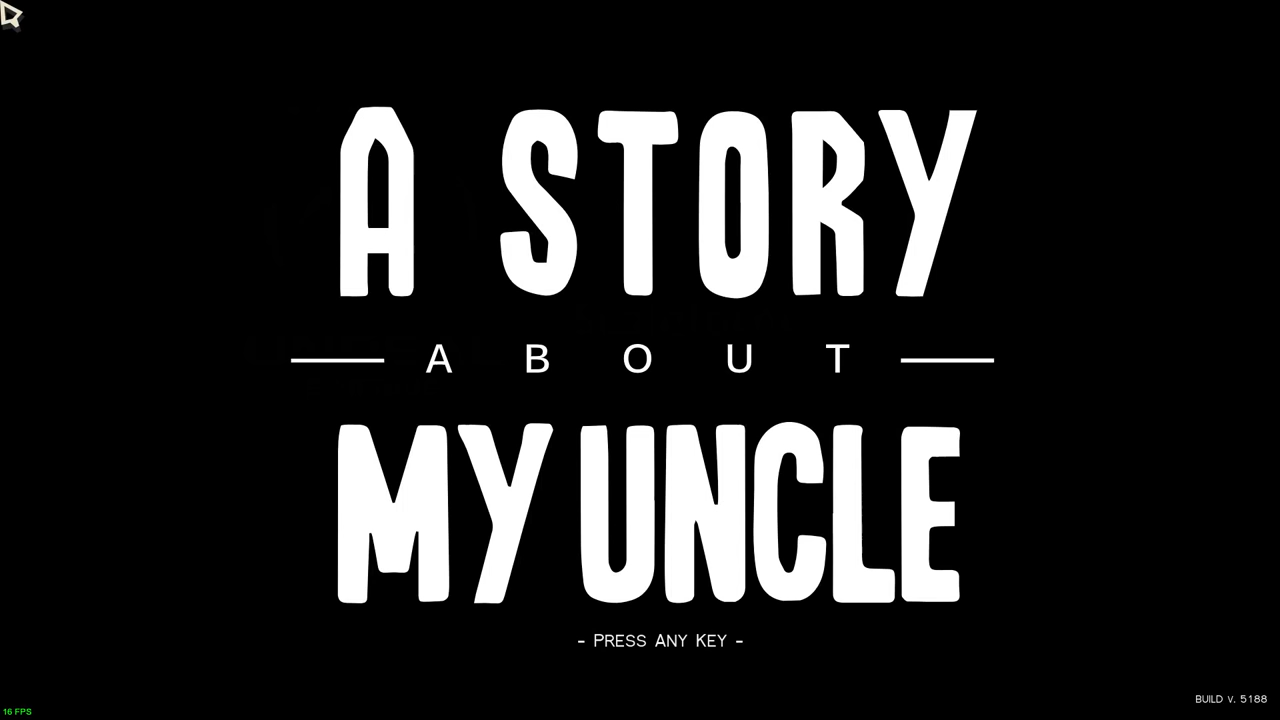 A STORY
ABOUT
MY UNCLE
- PRESS ANY KEY -
BUILD v. 5188
16 FPS